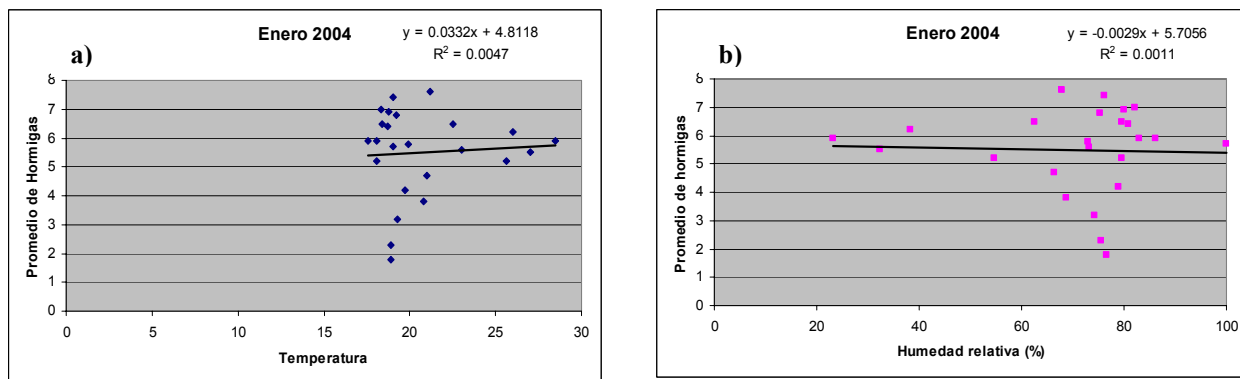 a)
Enero 2004
y = 0.0332x + 4.8118
R² = 0.0047
Promedio de Hormigas
8
7
6
5
4
3
2
1
0
0 5 10 15 20 25 30
Temperatura
b)
Enero 2004
y = -0.0029x + 5.7056
R² = 0.0011
Promedio de hormigas
8
7
6
5
4
3
2
1
0
0 20 40 60 80 100
Humedad relativa (%)